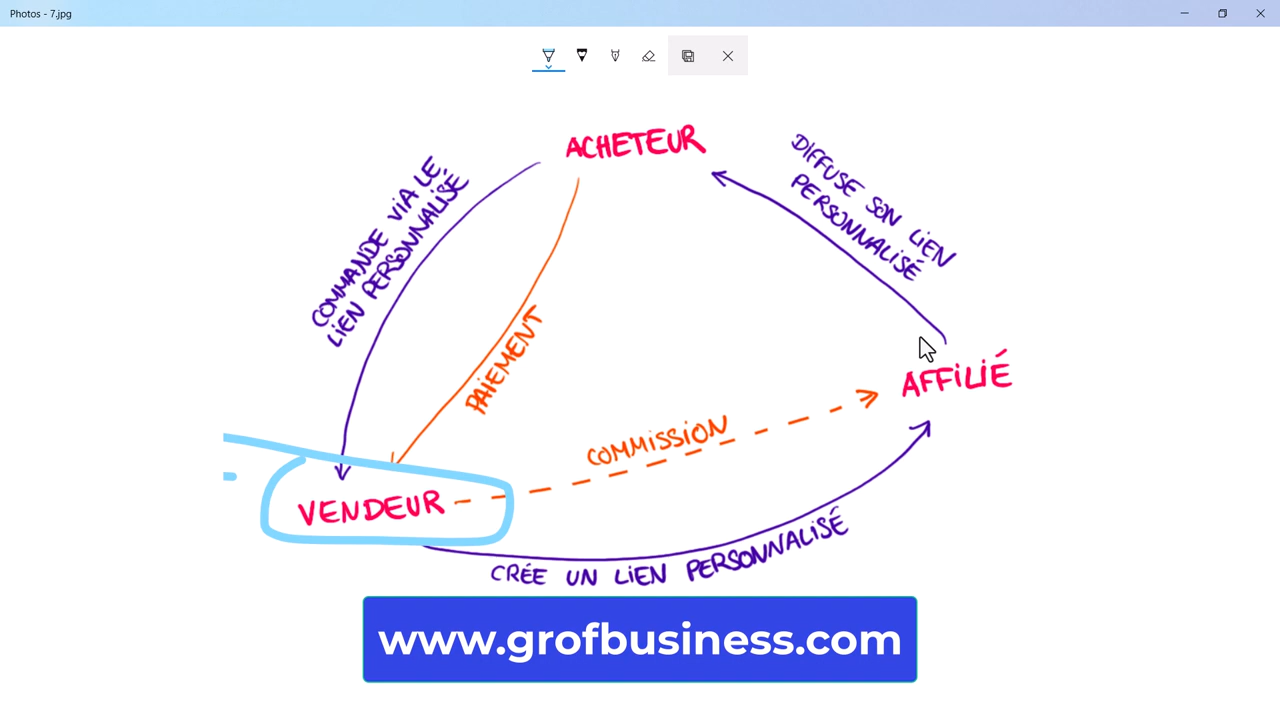 Photos - 7.jpg
ACHETEUR
DIFFUSE SON LIEN
PERSONNALISÉ
COMMANDE VIA LE
LIEN PERSONNALISÉ
PAIEMENT
AFFILIÉ
COMMISSION
VENDEUR
CRÉE UN LIEN PERSONNALISÉ
www.grofbusiness.com